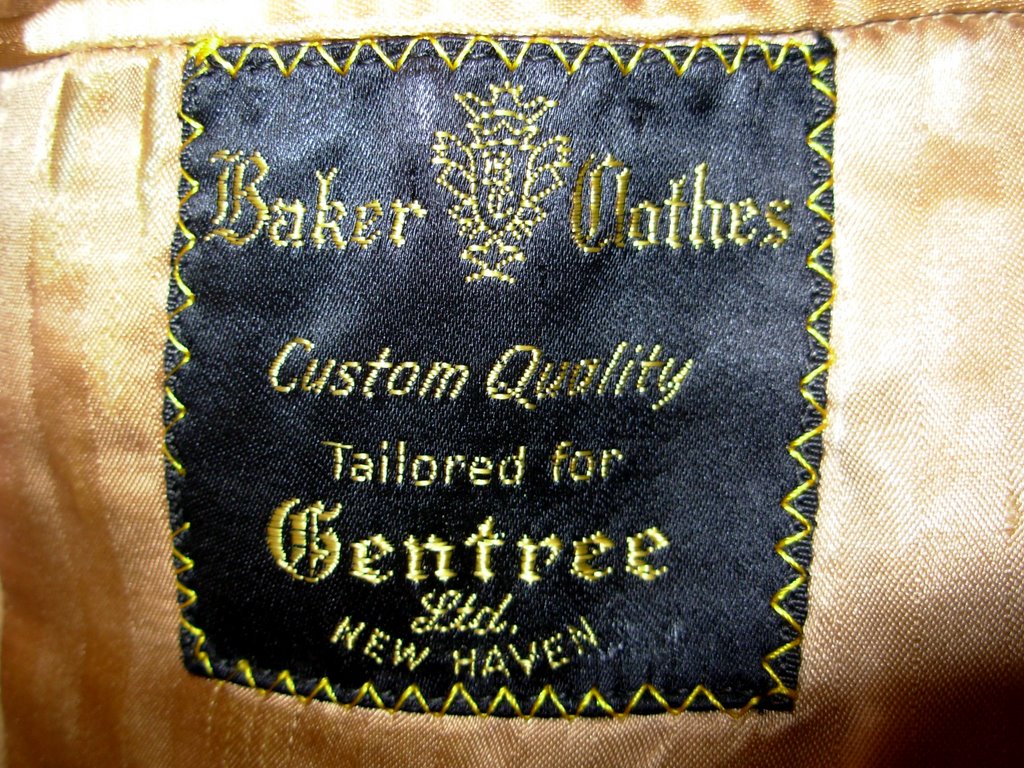 Baker Clothes
Custom Quality
Tailored for
Gentree
Ltd.
NEW HAVEN